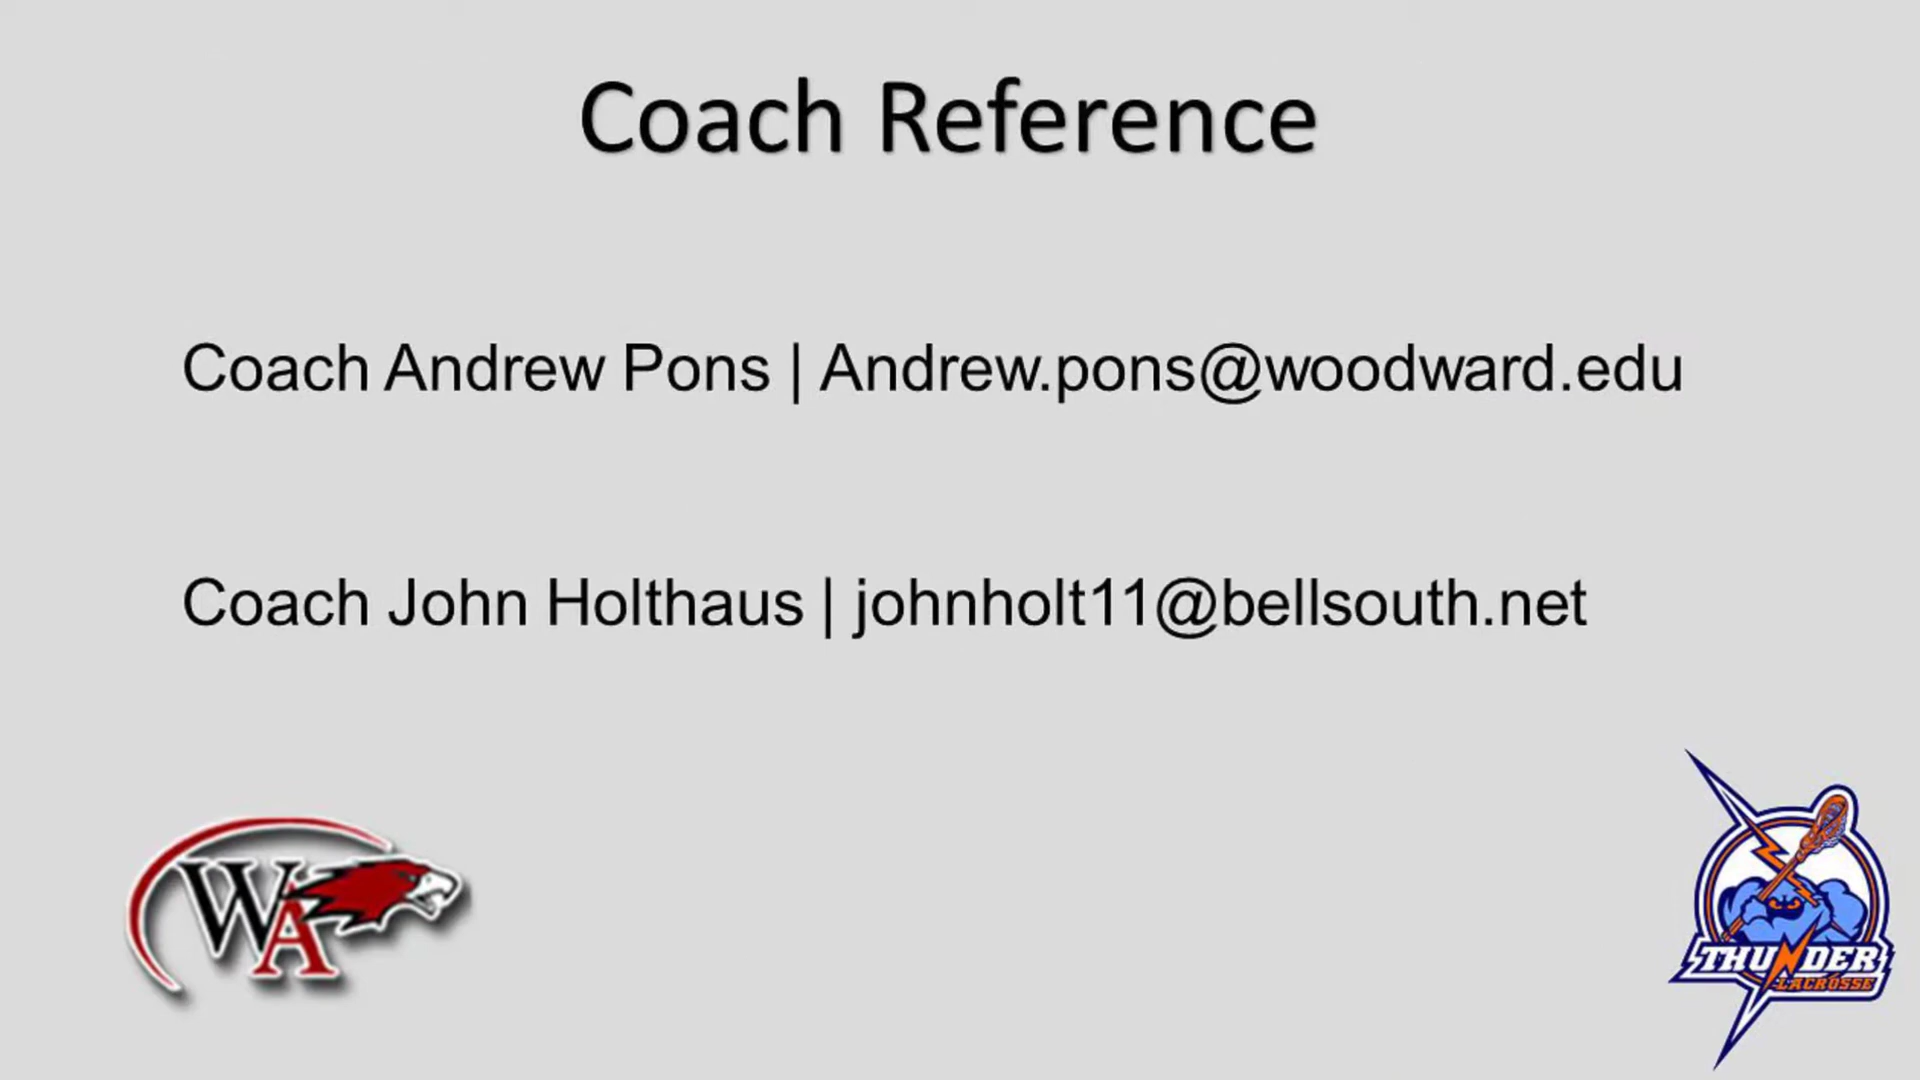 Coach Reference
Coach Andrew Pons | Andrew.pons@woodward.edu
Coach John Holthaus | johnholt11@bellsouth.net
WA
THUNDER
LACROSSE